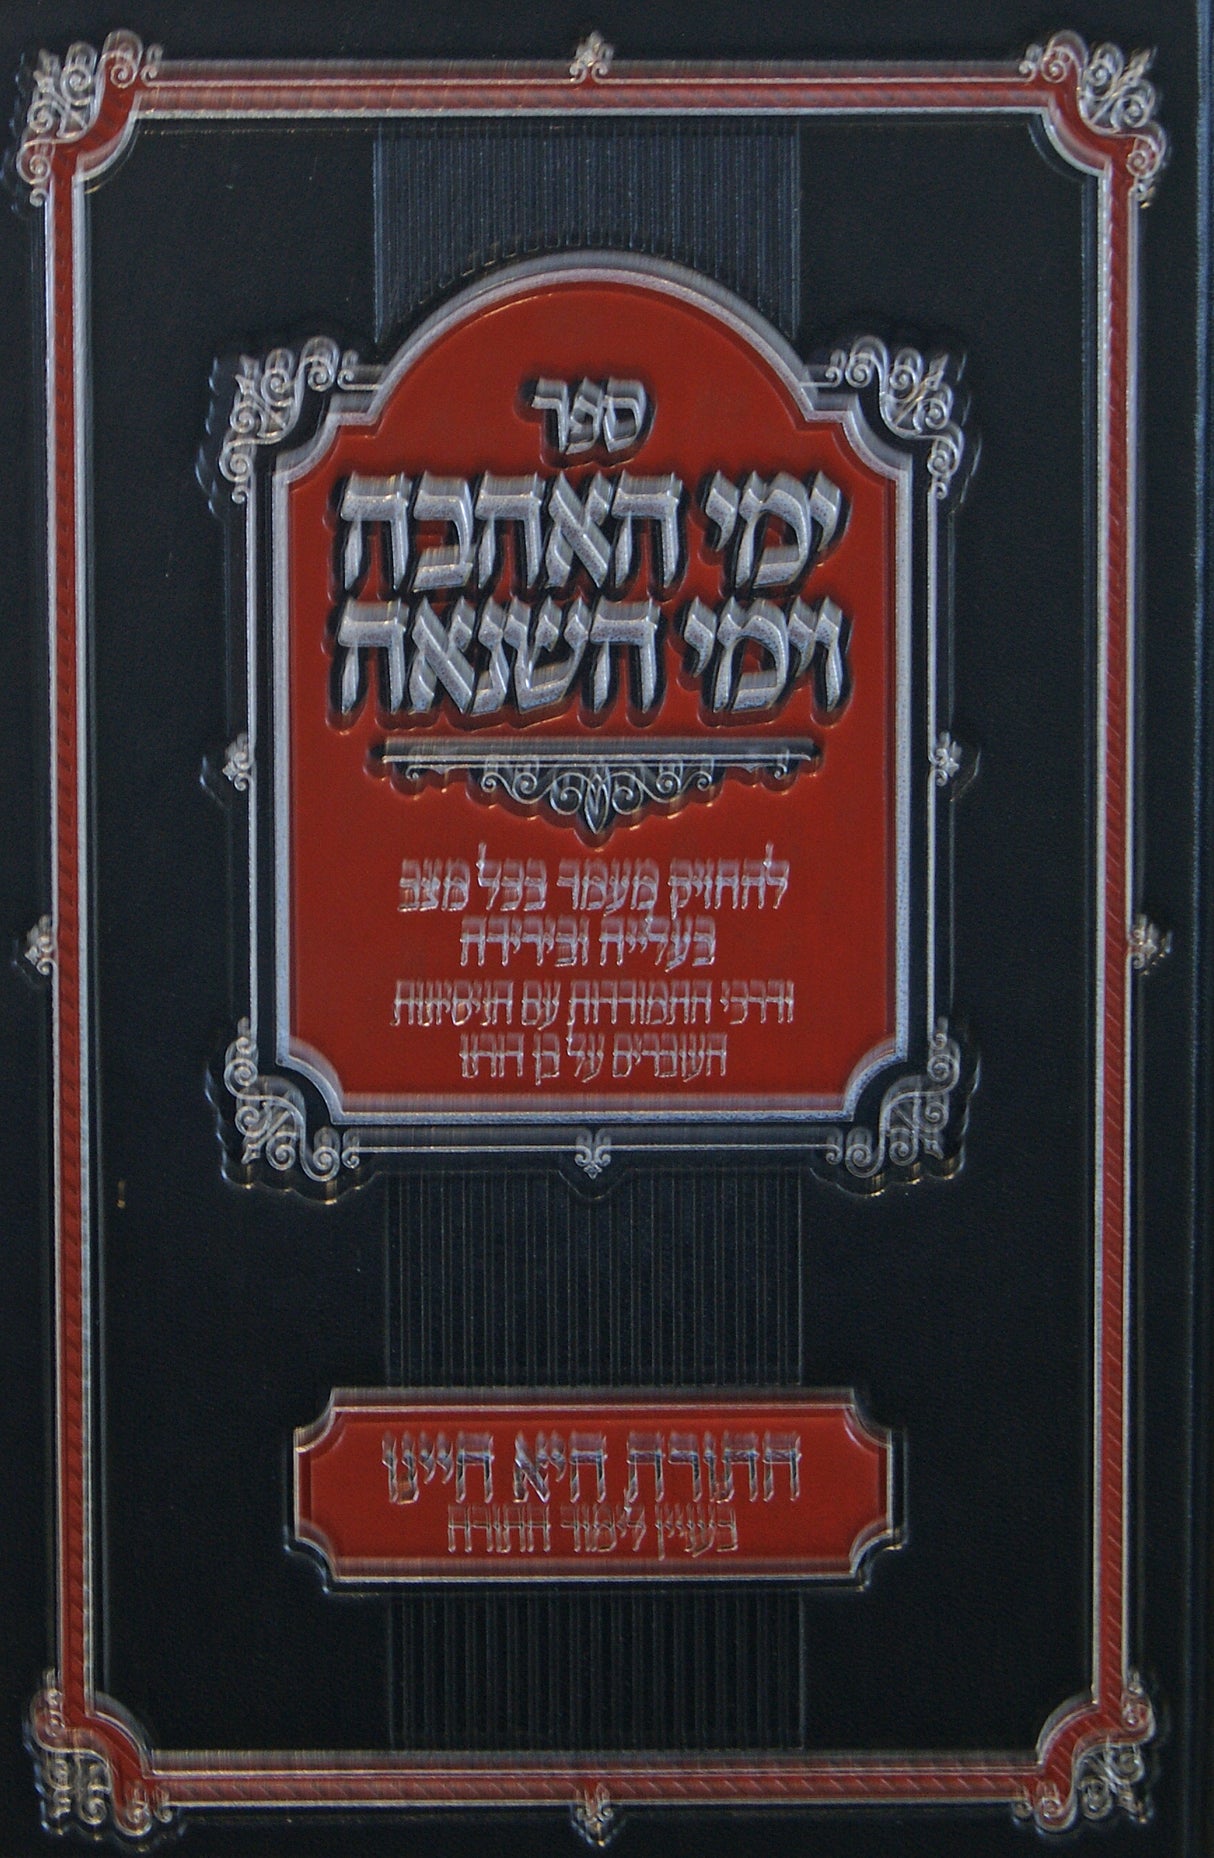 ספר
ימי האהבה
וימי השנאה
להחזיק מעמד בכל מצב
בעלייה ובירידה
ודרכי התמודדות עם הניסיונות
העוברים על בן תורה
התורה היא חיינו
בענין לימוד התורה